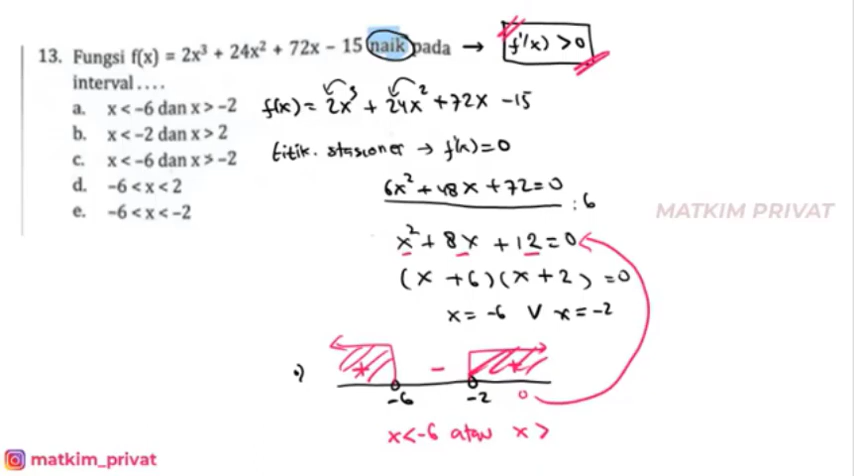 13. Fungsi f(x) = 2x³ + 24x² + 72x − 15 naik pada → f'(x) > 0
interval ....
a. x < −6 dan x > −2
b. x < −2 dan x > 2
c. x < −6 dan x > −2
d. −6 < x < 2
e. −6 < x < −2
f(x) = 2x³ + 24x² + 72x − 15
titik. stasioner → f'(x) = 0
6x² + 48x + 72 = 0
: 6
x² + 8x + 12 = 0
(x + 6)(x + 2) = 0
x = −6 V x = −2
MATKIM PRIVAT
•)
+ − +
−6 −2 0
x < −6 atau x >
matkim_privat